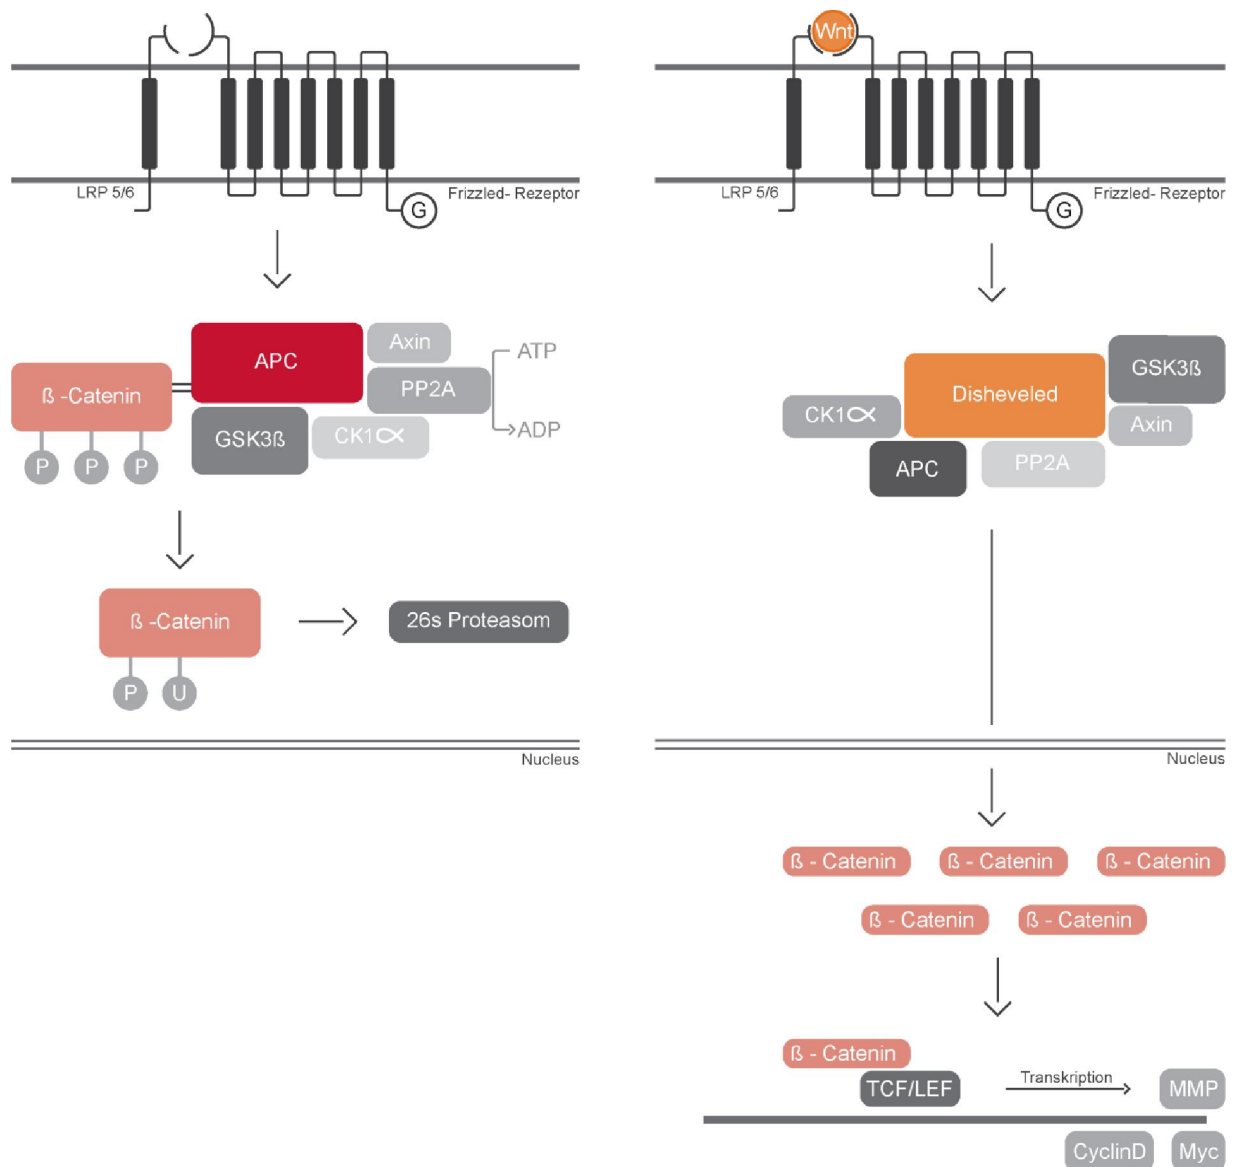 LRP 5/6
G
Frizzled- Rezeptor
APC
Axin
ATP
ß -Catenin
PP2A
GSK3ß
CK1α
ADP
P
P
P
ß -Catenin
26s Proteasom
P
U
Nucleus
Wnt
LRP 5/6
G
Frizzled- Rezeptor
GSK3ß
Disheveled
CK1α
Axin
APC
PP2A
Nucleus
ß - Catenin
ß - Catenin
ß - Catenin
ß - Catenin
ß - Catenin
ß - Catenin
TCF/LEF
Transkription
MMP
CyclinD
Myc